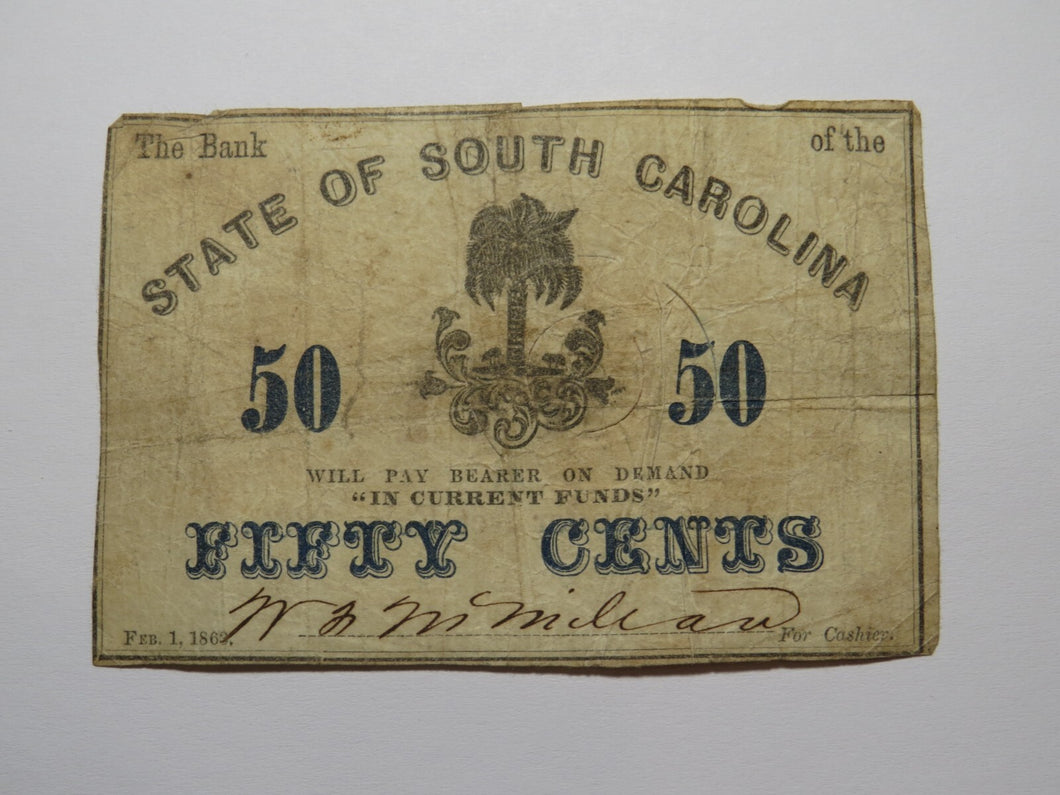 The Bank of the
STATE OF SOUTH CAROLINA
50 50
WILL PAY BEARER ON DEMAND
"IN CURRENT FUNDS"
FIFTY CENTS
FEB. 1, 1862. For Cashier.